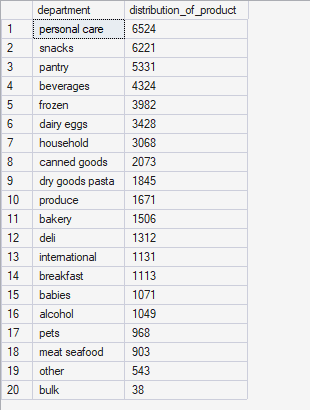 department distribution_of_product
1 personal care 6524
2 snacks 6221
3 pantry 5331
4 beverages 4324
5 frozen 3982
6 dairy eggs 3428
7 household 3068
8 canned goods 2073
9 dry goods pasta 1845
10 produce 1671
11 bakery 1506
12 deli 1312
13 international 1131
14 breakfast 1113
15 babies 1071
16 alcohol 1049
17 pets 968
18 meat seafood 903
19 other 543
20 bulk 38